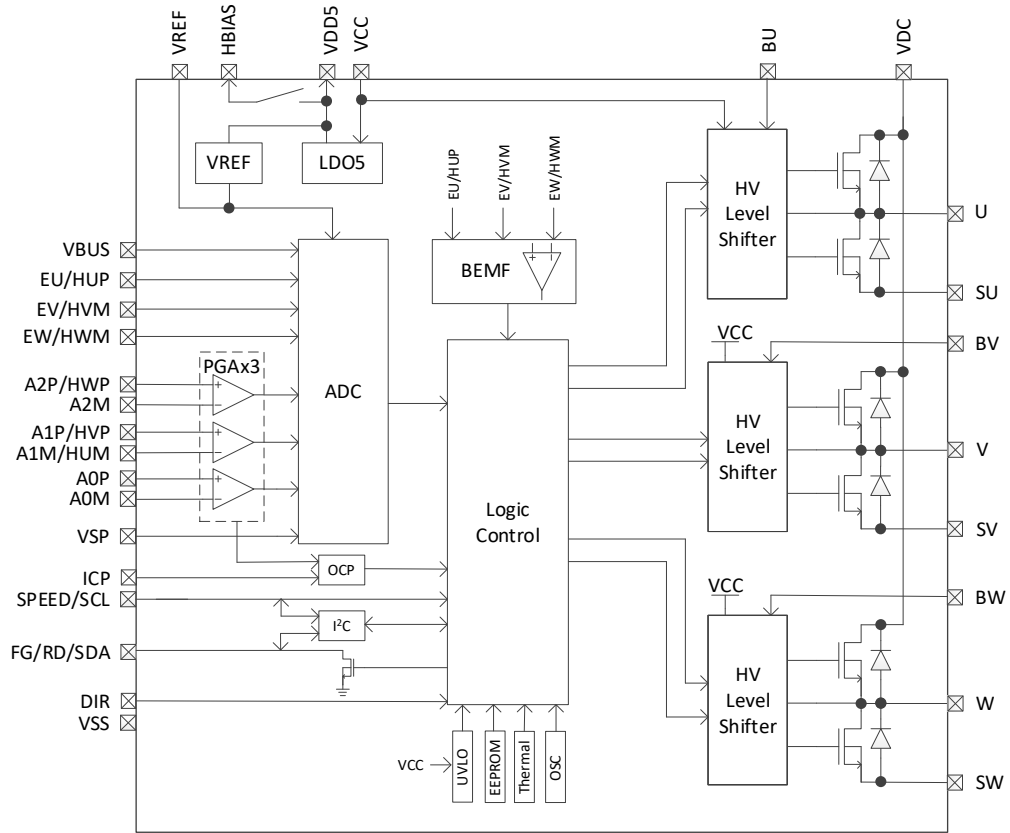 VREF
HBIAS
VDD5
VCC
BU
VDC
VREF
LDO5
EU/HUP
EV/HVM
EW/HWM
HV
Level
Shifter
U
SU
VBUS
EU/HUP
EV/HVM
EW/HWM
BEMF
+
+
-
PGAx3
A2P/HWP
A2M
A1P/HVP
A1M/HUM
A0P
A0M
+
−
+
−
+
−
ADC
VCC
BV
HV
Level
Shifter
V
SV
Logic
Control
VSP
ICP
OCP
SPEED/SCL
I²C
FG/RD/SDA
DIR
VSS
VCC
BW
HV
Level
Shifter
W
SW
VCC
UVLO
EEPROM
Thermal
OSC